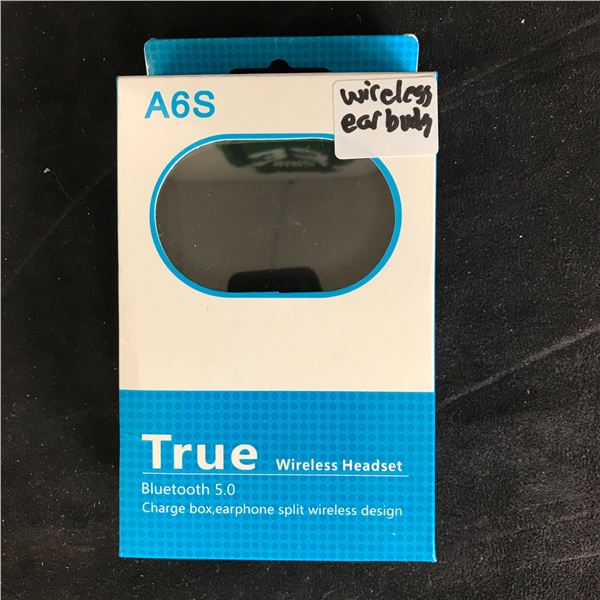 A6S
wireless
ear buds
True Wireless Headset
Bluetooth 5.0
Charge box,earphone split wireless design